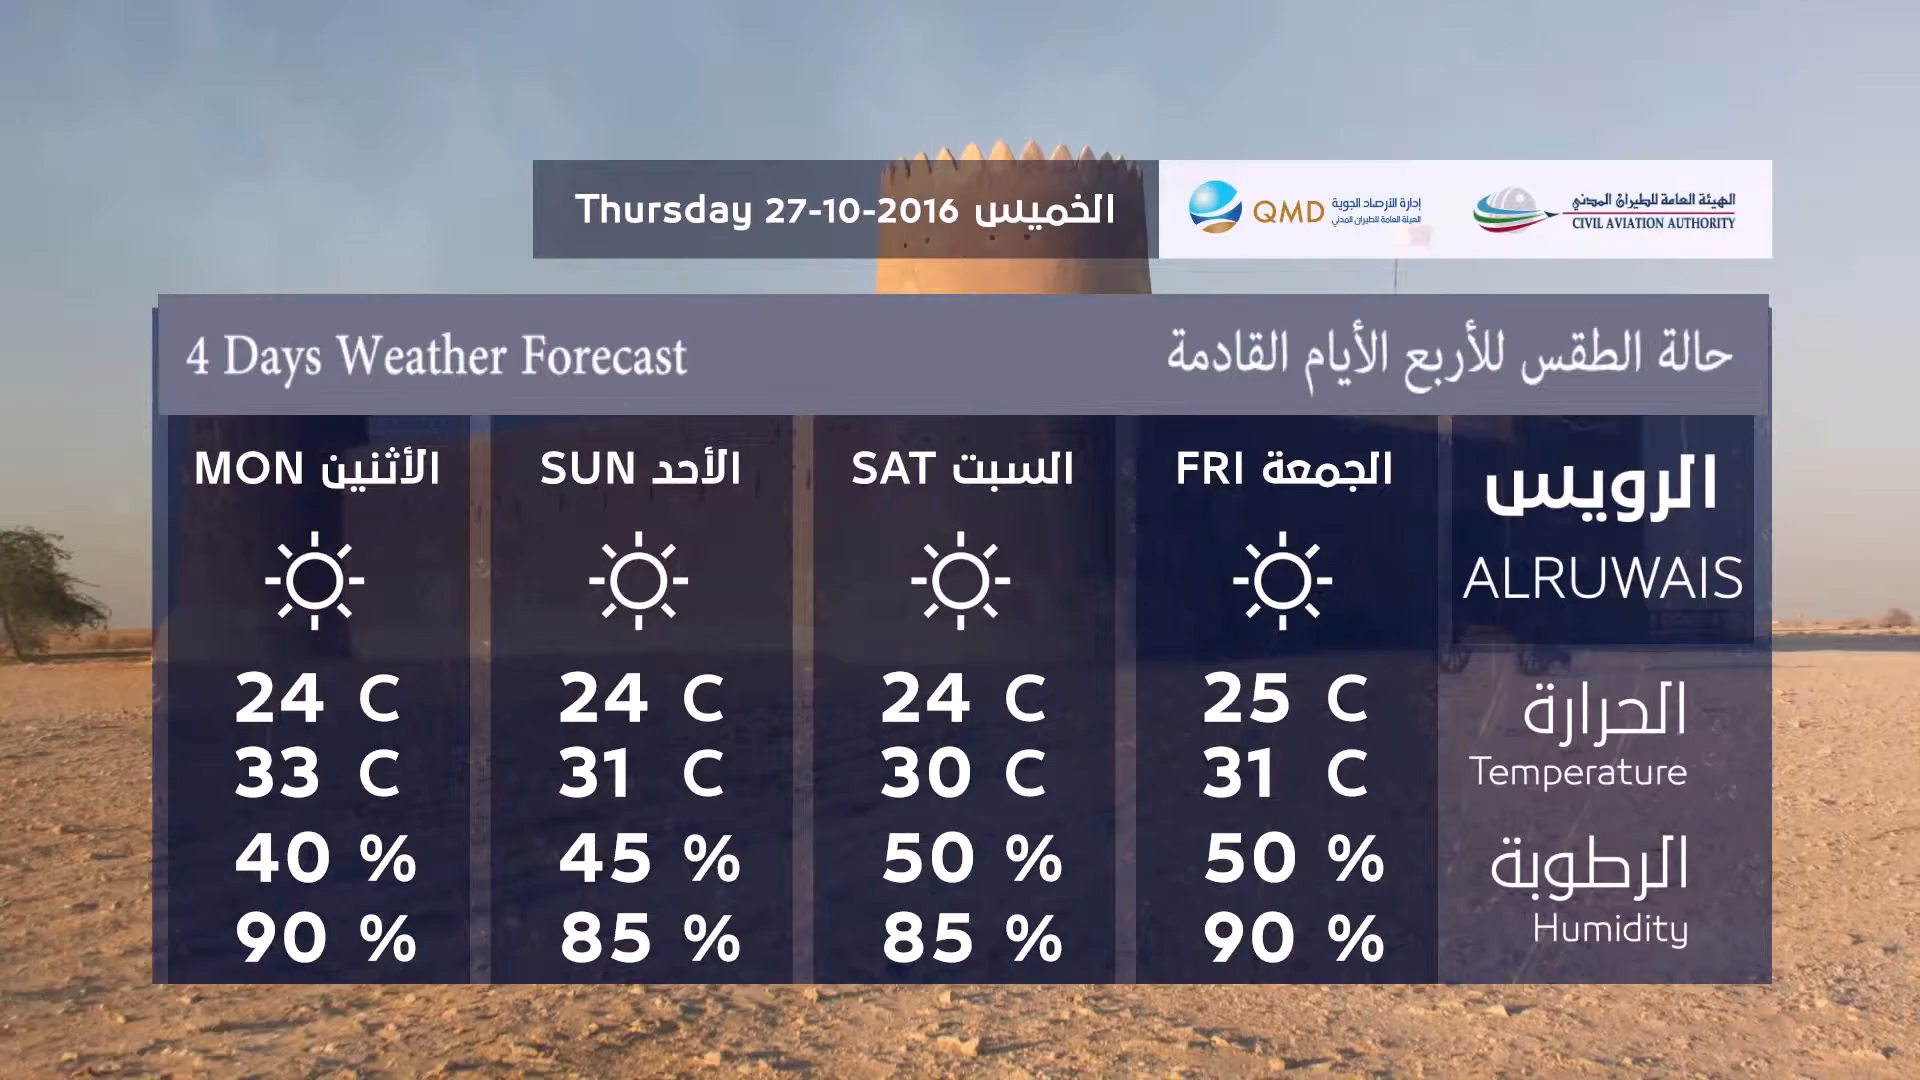 Thursday 27-10-2016 الخميس
QMD
إدارة الأرصاد الجوية
الهيئة العامة للطيران المدني
الهيئة العامة للطيران المدني
CIVIL AVIATION AUTHORITY
4 Days Weather Forecast
حالة الطقس للأربع الأيام القادمة
MON الأثنين
SUN الأحد
SAT السبت
FRI الجمعة
الرويس
ALRUWAIS
24 C
24 C
24 C
25 C
الحرارة
Temperature
33 C
31 C
30 C
31 C
40 %
45 %
50 %
50 %
الرطوبة
Humidity
90 %
85 %
85 %
90 %